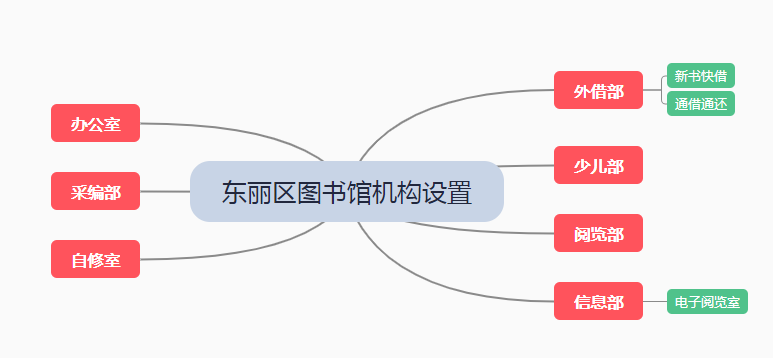 东丽区图书馆机构设置
外借部
新书快借
通借通还
少儿部
阅览部
信息部
电子阅览室
办公室
采编部
自修室